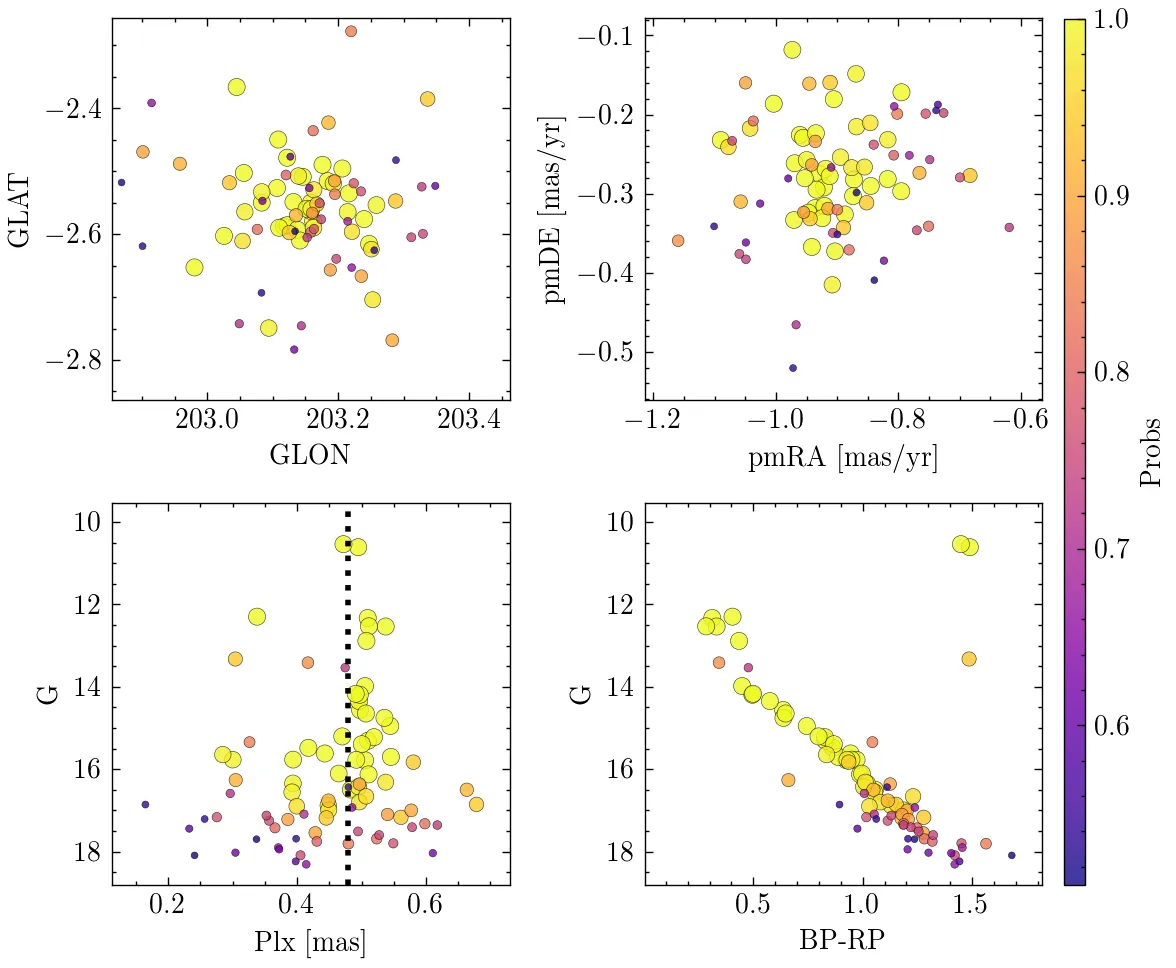 −2.4
−2.6
−2.8
GLAT
203.0 203.2 203.4
GLON
−0.1
−0.2
−0.3
−0.4
−0.5
pmDE [mas/yr]
−1.2 −1.0 −0.8 −0.6
pmRA [mas/yr]
10
12
14
16
18
G
0.2 0.4 0.6
Plx [mas]
10
12
14
16
18
G
0.5 1.0 1.5
BP-RP
1.0
0.9
0.8
0.7
0.6
Probs